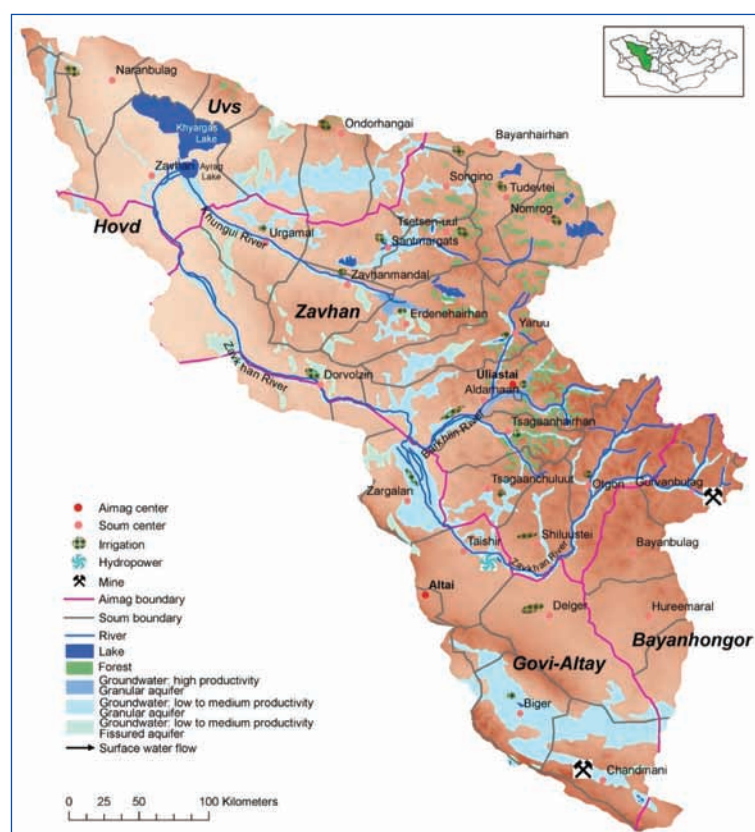 Naranbulag
Uvs
Khyargas
Lake
Ondorhangai
Bayanhairhan
Zavhan
Ayrag
Lake
Songino
Tudevtei
Nomrog
Hovd
Khungui River
Urgamal
Tsetsen-uul
Santmargats
Zavhanmandal
Zavhan
Erdenehairhan
Yaruu
Zavkhan River
Dorvolzin
Uliastai
Aldarhaan
Borkhan River
Tsagaanhairhan
Tsagaanchuluut
Otgon
Gurvanbulag
Zargalan
Shiluustei
Bayanbulag
Taishir
Zavkhan River
Altai
Delger
Hureemaral
Bayanhongor
Govi-Altay
Biger
Chandmani
Aimag center
Soum center
Irrigation
Hydropower
Mine
Aimag boundary
Soum boundary
River
Lake
Forest
Groundwater: high productivity
Granular aquifer
Groundwater: low to medium productivity
Granular aquifer
Groundwater: low to medium productivity
Fissured aquifer
Surface water flow
0 25 50 100 Kilometers